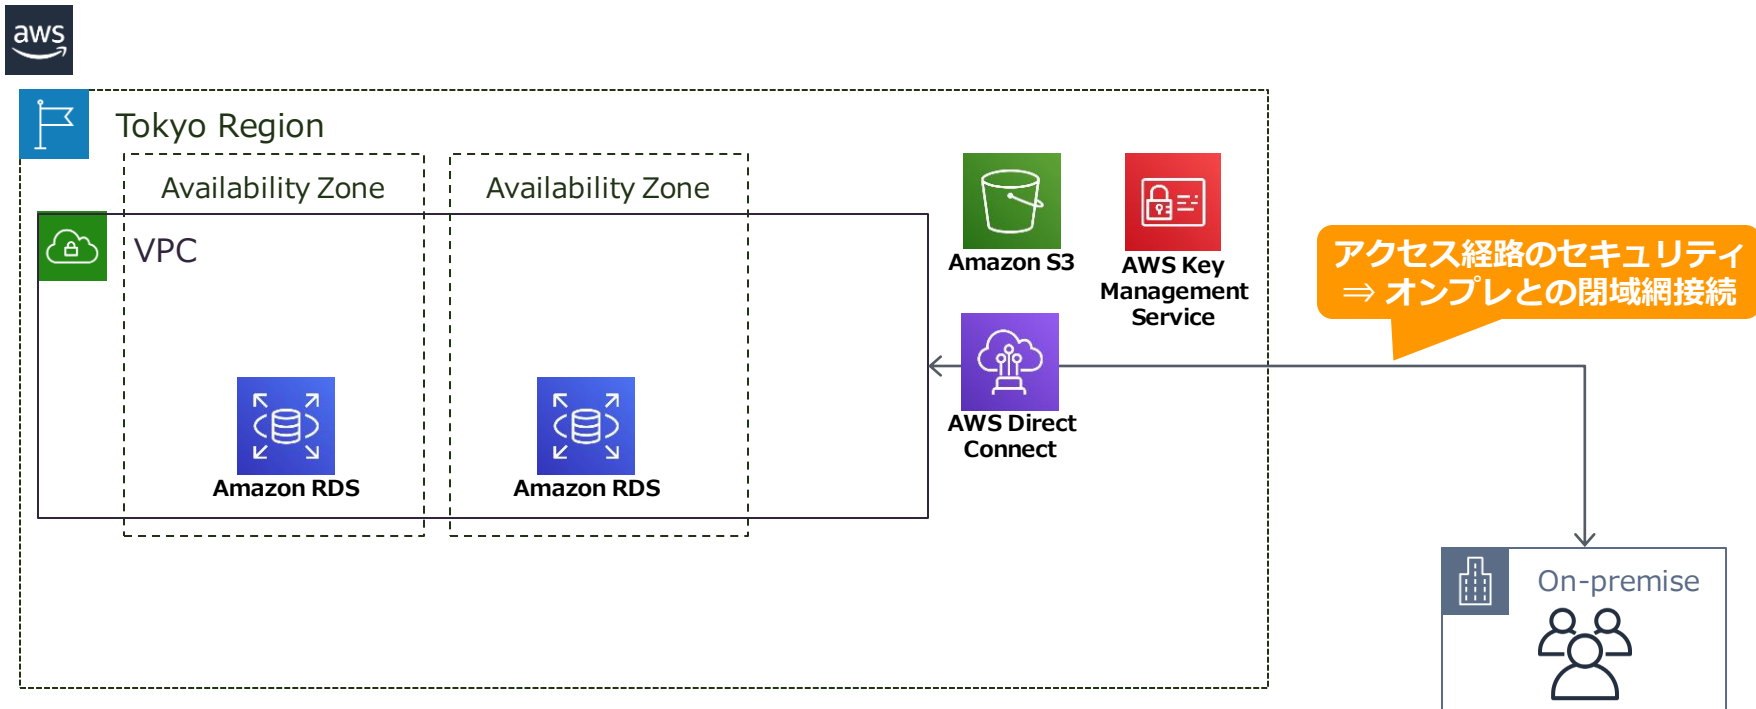 aws
Tokyo Region
Availability Zone
Availability Zone
VPC
Amazon RDS
Amazon RDS
Amazon S3
AWS Key
Management
Service
AWS Direct
Connect
アクセス経路のセキュリティ
⇒ オンプレとの閉域網接続
On-premise